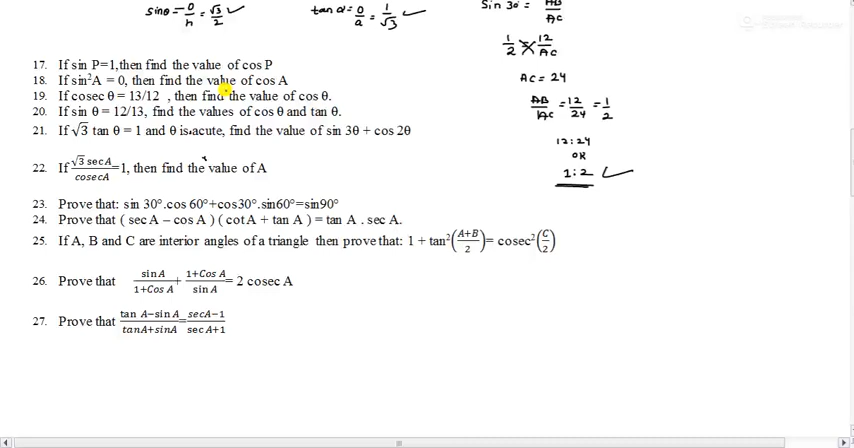 sinθ = o/h = √3/2 ✓
tan α = o/a = 1/√3 ✓
sin 30° = AB/AC
1/2 = 12/AC
AC = 24
AB/AC = 12/24 = 1/2
12:24
OR
1:2 ✓
17. If sin P=1,then find the value of cos P
18. If sin²A = 0, then find the value of cos A
19. If cosec θ = 13/12 , then find the value of cos θ.
20. If sin θ = 12/13, find the values of cos θ and tan θ.
21. If √3 tan θ = 1 and θ is acute, find the value of sin 3θ + cos 2θ
22. If √3 secA/cosecA =1, then find the value of A
23. Prove that: sin 30°.cos 60°+cos30°.sin60°=sin90°
24. Prove that ( sec A – cos A ) ( cot A + tan A ) = tan A . sec A.
25. If A, B and C are interior angles of a triangle then prove that: 1 + tan²(A+B/2)= cosec²(C/2)
26. Prove that sinA/1+Cos A + 1+Cos A/sin A = 2 cosec A
27. Prove that tan A−sin A/tanA+sinA = secA−1/sec A+1